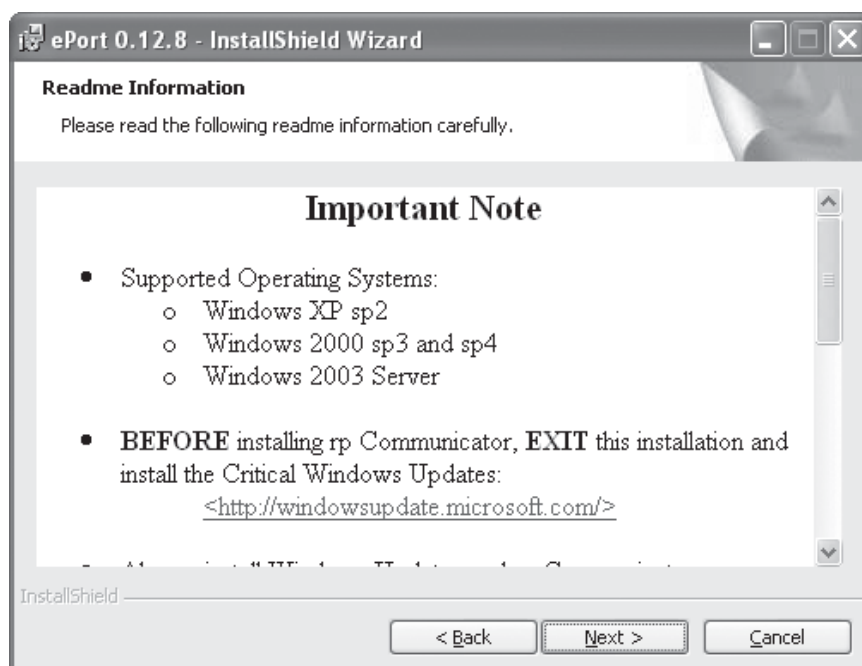 ePort 0.12.8 - InstallShield Wizard
Readme Information
Please read the following readme information carefully.
Important Note
• Supported Operating Systems:
o Windows XP sp2
o Windows 2000 sp3 and sp4
o Windows 2003 Server
• BEFORE installing rp Communicator, EXIT this installation and
install the Critical Windows Updates:
<http://windowsupdate.microsoft.com/>
InstallShield
< Back
Next >
Cancel